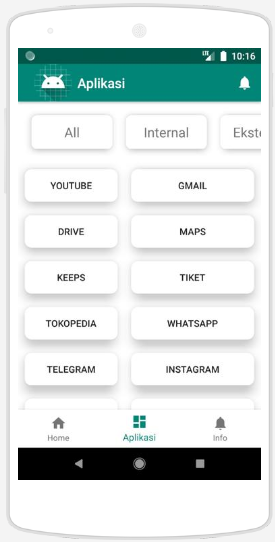 LTE 10:16
Aplikasi
All Internal Ekste
YOUTUBE GMAIL
DRIVE MAPS
KEEPS TIKET
TOKOPEDIA WHATSAPP
TELEGRAM INSTAGRAM
Home Aplikasi Info